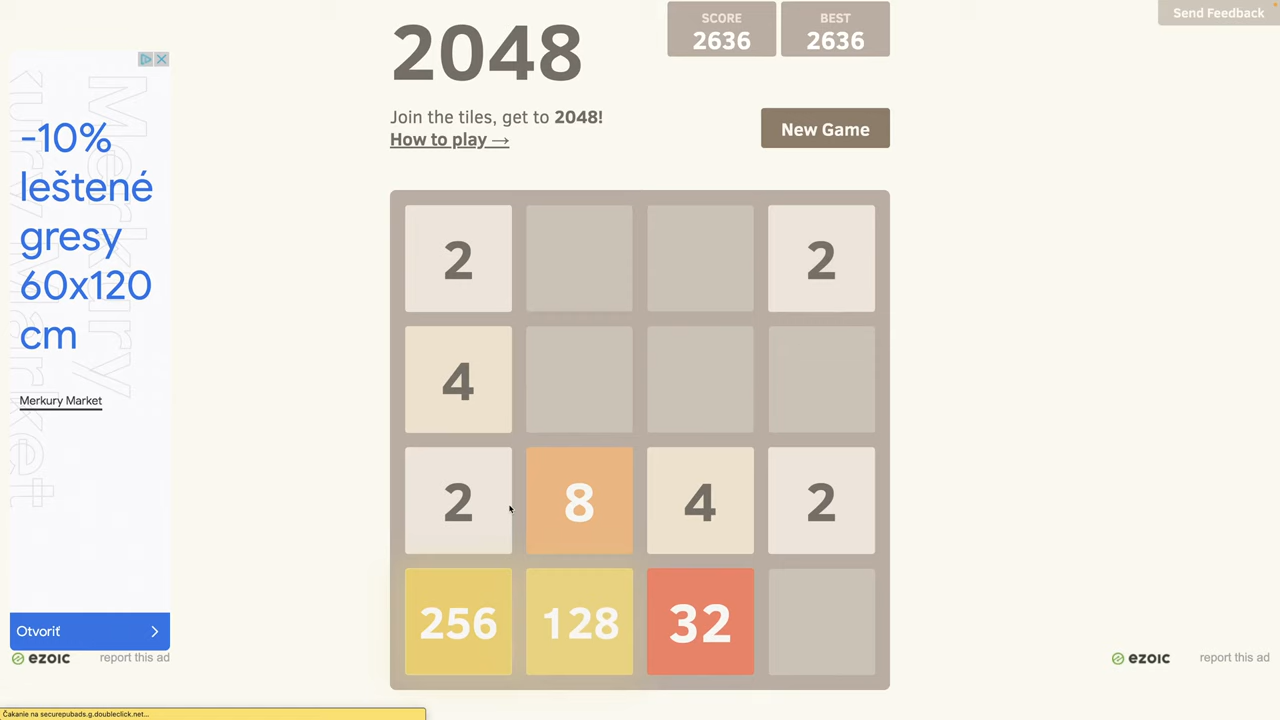 2048
SCORE
2636
BEST
2636
Send Feedback
Join the tiles, get to 2048!
How to play →
New Game
-10%
leštené
gresy
60x120
cm
Merkury Market
Otvoriť
ezoic
report this ad
2
2
4
2
8
4
2
256
128
32
ezoic
report this ad
Čakanie na securepubads.g.doubleclick.net...